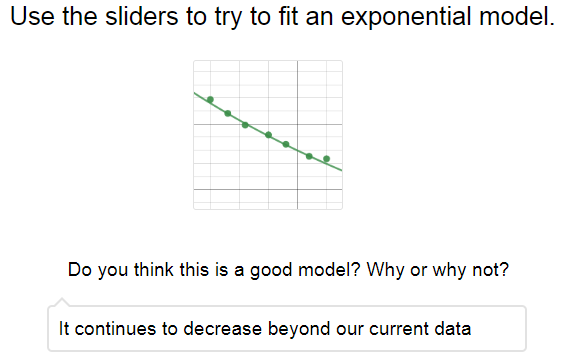 Use the sliders to try to fit an exponential model.
Do you think this is a good model? Why or why not?
It continues to decrease beyond our current data